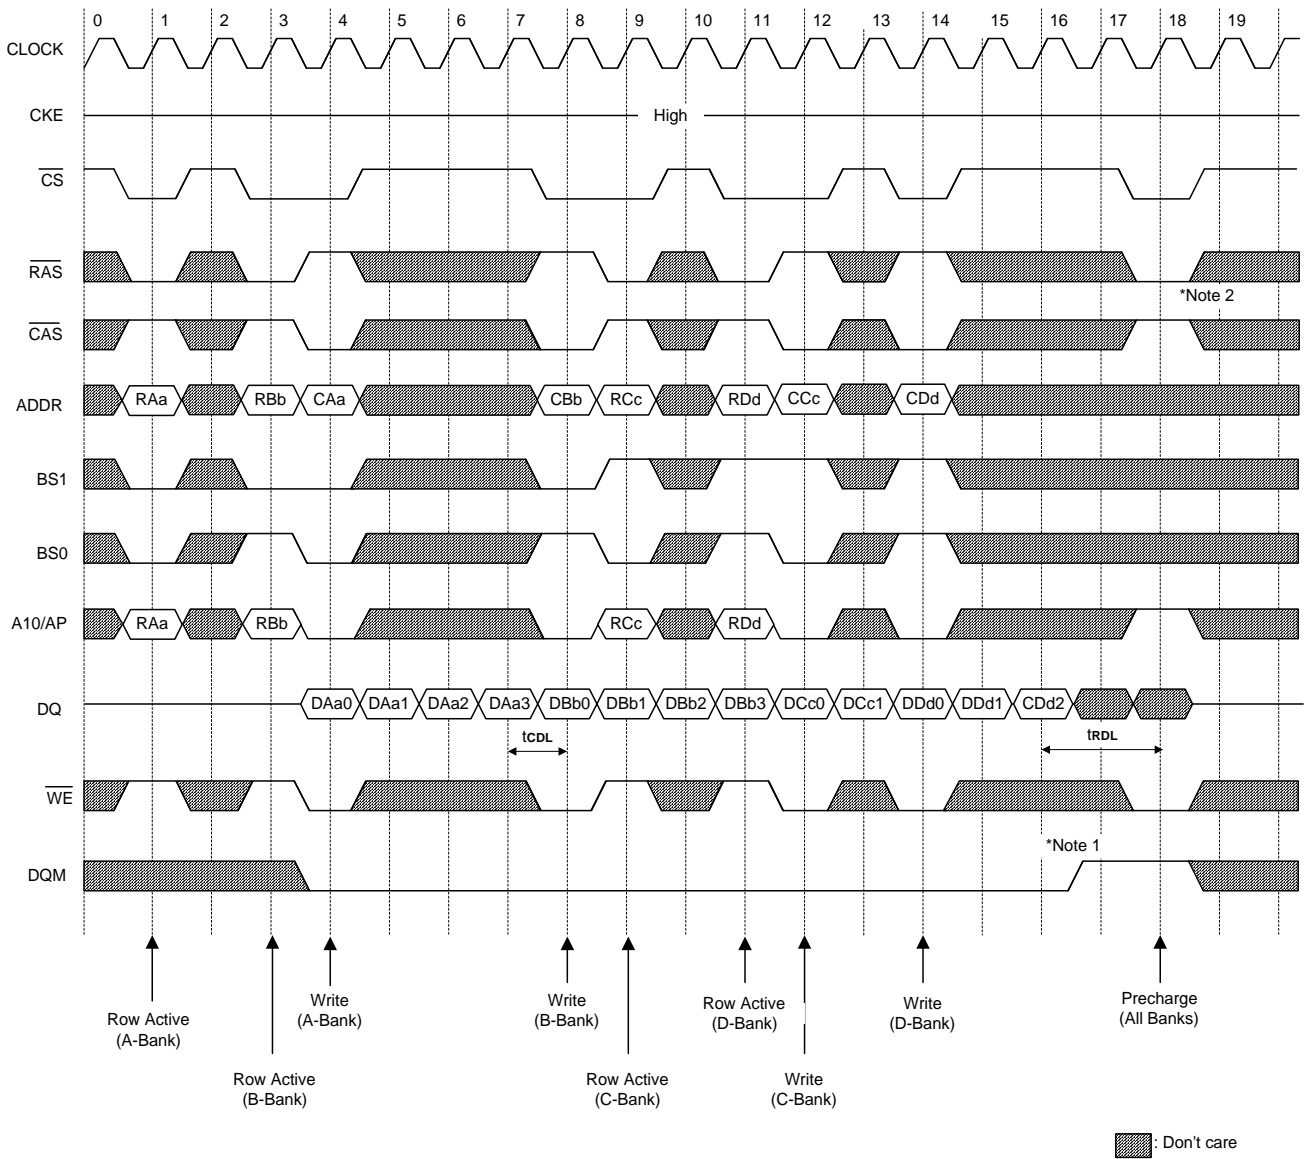 0 1 2 3 4 5 6 7 8 9 10 11 12 13 14 15 16 17 18 19
CLOCK
CKE High
CS
RAS
*Note 2
CAS
ADDR RAa RBb CAa CBb RCc RDd CCc CDd
BS1
BS0
A10/AP RAa RBb RCc RDd
DQ DAa0 DAa1 DAa2 DAa3 DBb0 DBb1 DBb2 DBb3 DCc0 DCc1 DDd0 DDd1 CDd2
tCDL tRDL
WE
*Note 1
DQM
Row Active
(A-Bank)
Row Active
(B-Bank)
Write
(A-Bank)
Write
(B-Bank)
Row Active
(C-Bank)
Row Active
(D-Bank)
Write
(C-Bank)
Write
(D-Bank)
Precharge
(All Banks)
: Don't care